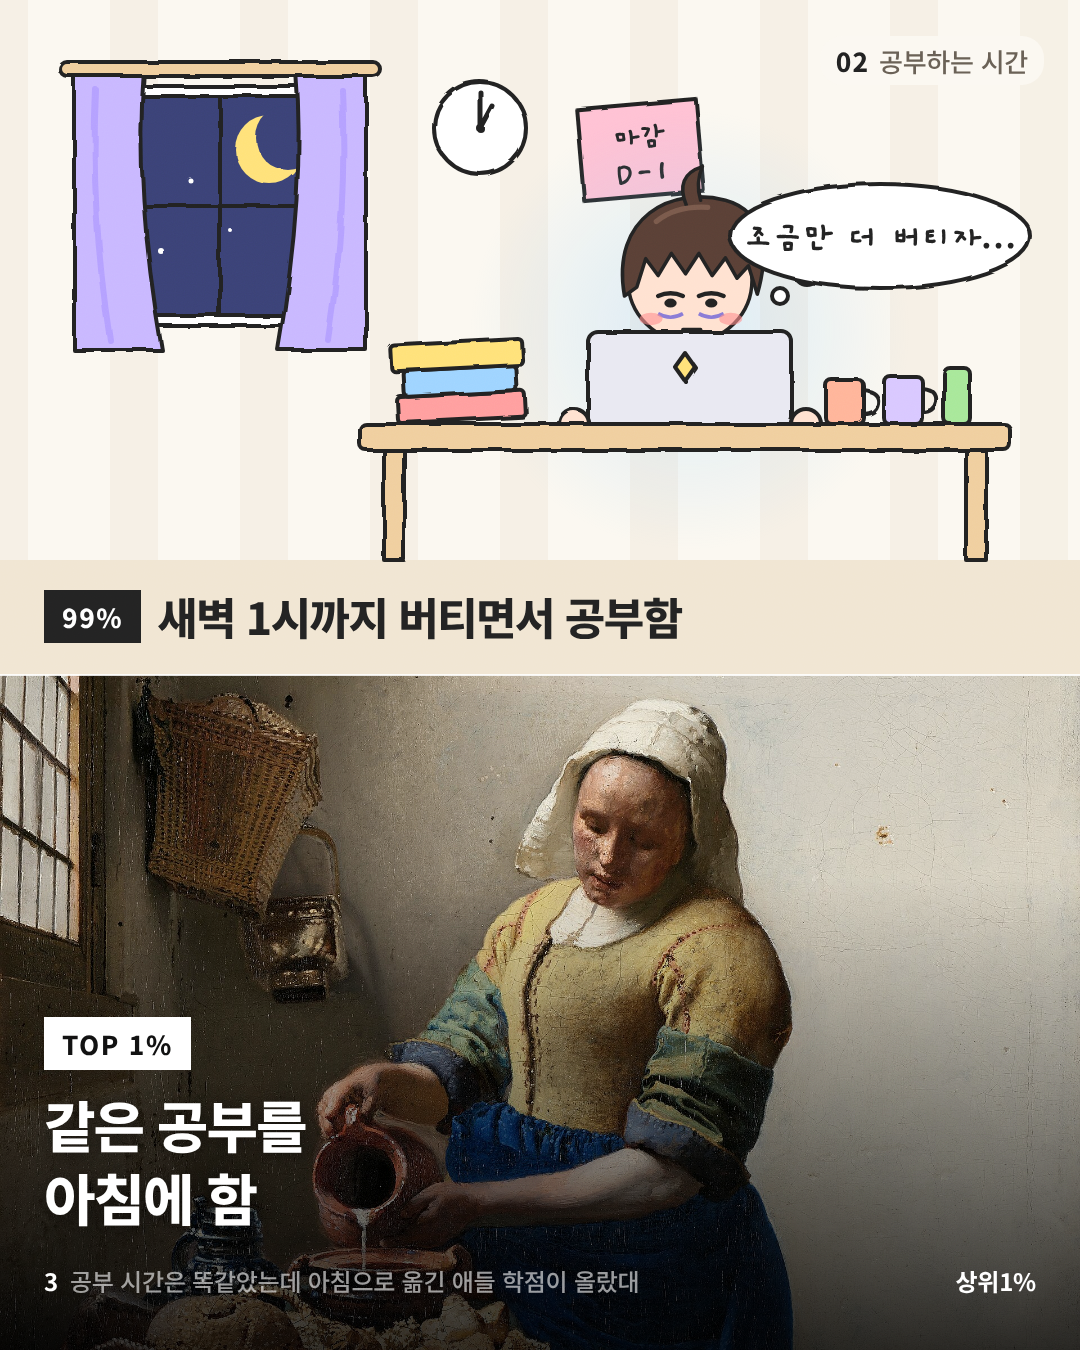 02 공부하는 시간
마감
D-1
조금만 더 버티자...
99% 새벽 1시까지 버티면서 공부함
TOP 1%
같은 공부를
아침에 함
3 공부 시간은 똑같았는데 아침으로 옮긴 애들 학점이 올랐대
상위1%